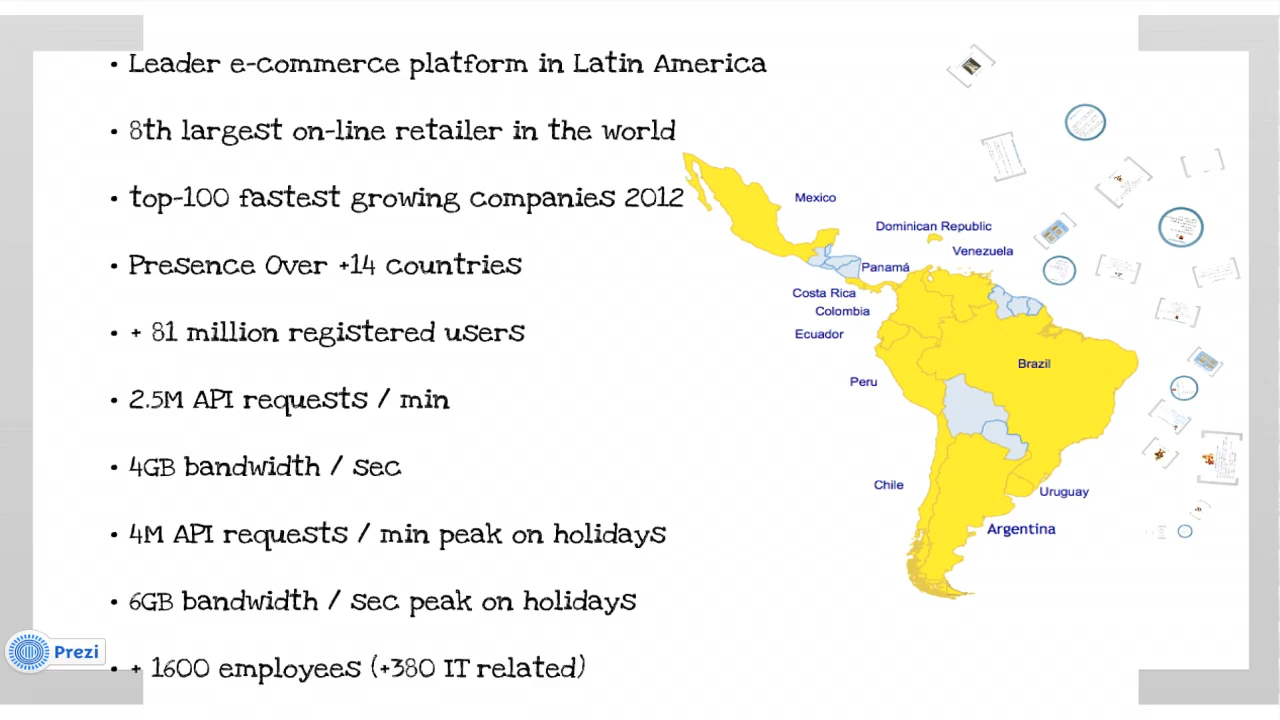 • Leader e-commerce platform in Latin America
• 8th largest on-line retailer in the world
• top-100 fastest growing companies 2012
• Presence Over +14 countries
• + 81 million registered users
• 2.5M API requests / min
• 4GB bandwidth / sec
• 4M API requests / min peak on holidays
• 6GB bandwidth / sec peak on holidays
• + 1600 employees (+380 IT related)
Mexico
Dominican Republic
Venezuela
Panamá
Costa Rica
Colombia
Ecuador
Brazil
Peru
Chile
Uruguay
Argentina
Prezi